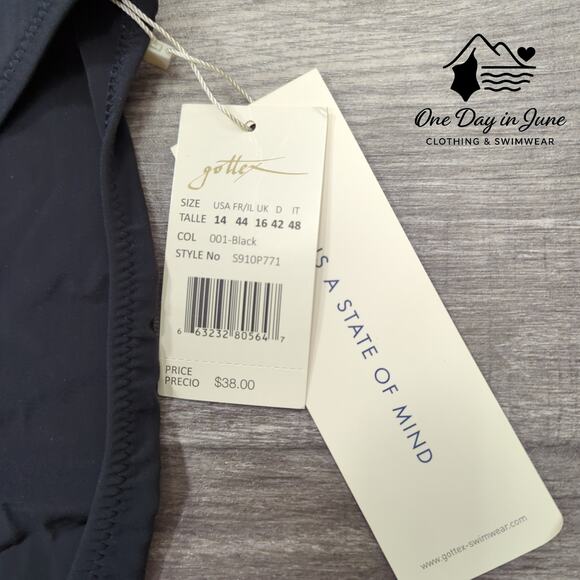 One Day in June
CLOTHING & SWIMWEAR
gottex
SIZE USA FR/IL UK D IT
TALLE 14 44 16 42 48
COL 001-Black
STYLE No S910P771
6 63232 80564 7
PRICE
PRECIO $38.00
IS A STATE OF MIND
www.gottex-swimwear.com